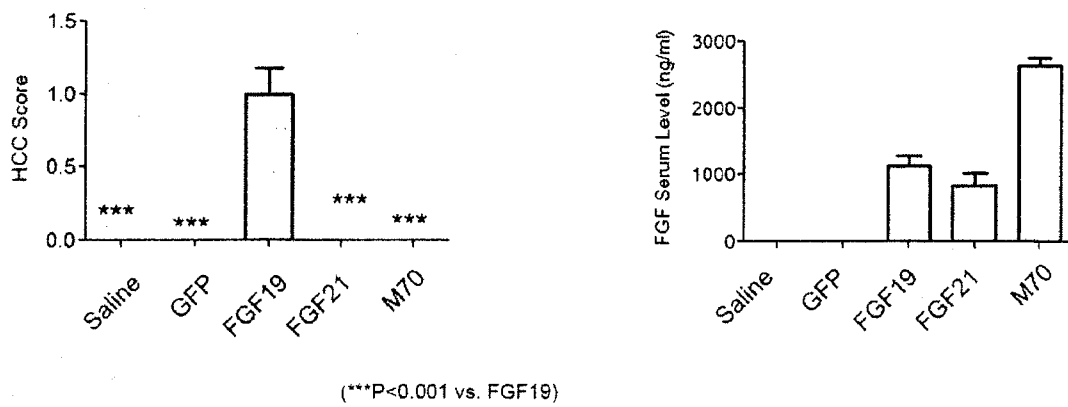 1.5
1.0
0.5
0.0
HCC Score
***
***
***
***
Saline
GFP
FGF19
FGF21
M70
3000
2000
1000
0
FGF Serum Level (ng/ml)
Saline
GFP
FGF19
FGF21
M70
(***P<0.001 vs. FGF19)